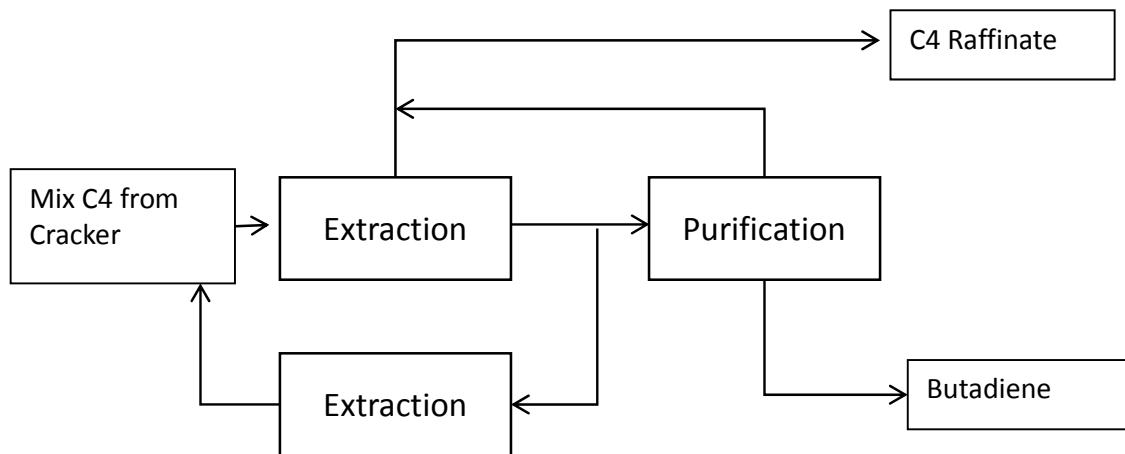 C4 Raffinate
Mix C4 from
Cracker
Extraction
Purification
Extraction
Butadiene